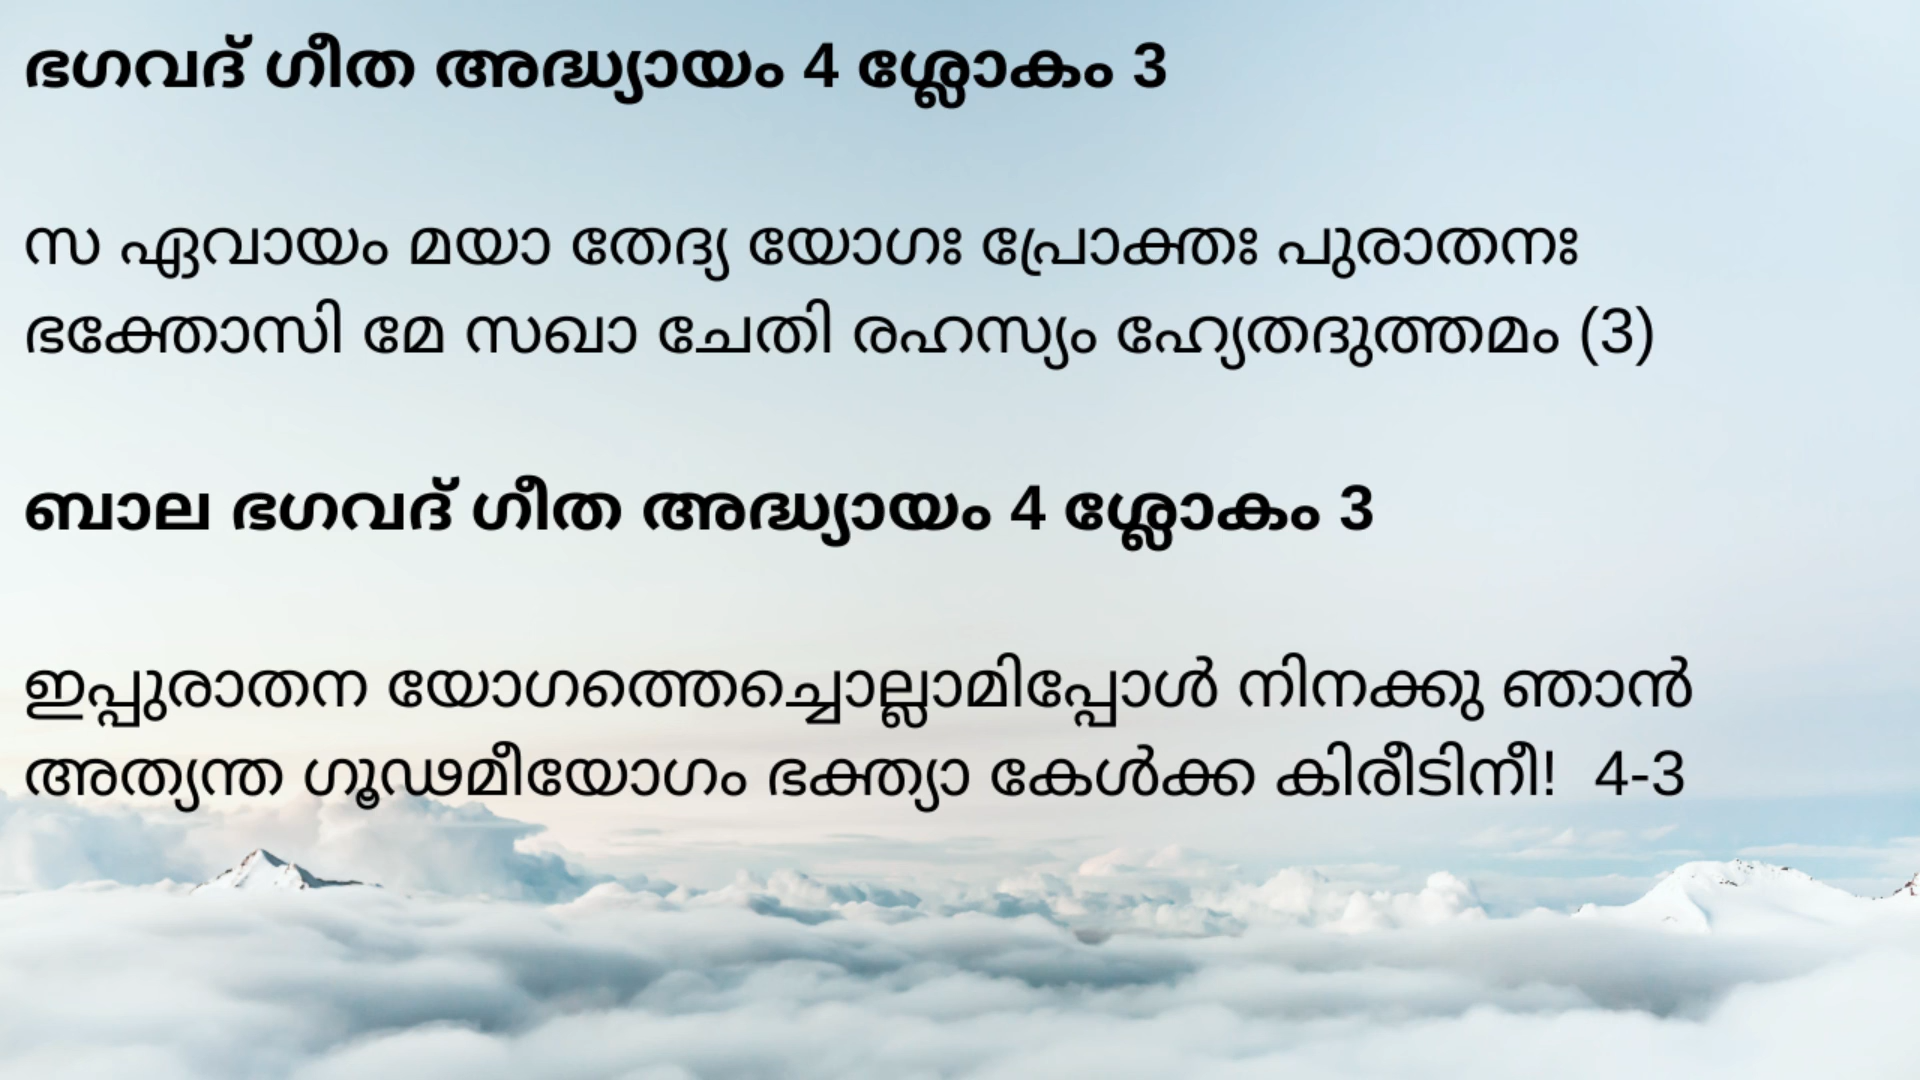 ഭഗവദ് ഗീത അദ്ധ്യായം 4 ശ്ലോകം 3
സ ഏവായം മയാ തേദ്യ യോഗഃ പ്രോക്തഃ പുരാതനഃ
ഭക്തോസി മേ സഖാ ചേതി രഹസ്യം ഹ്യേതദുത്തമം (3)
ബാല ഭഗവദ് ഗീത അദ്ധ്യായം 4 ശ്ലോകം 3
ഇപ്പുരാതന യോഗത്തെച്ചൊല്ലാമിപ്പോൾ നിനക്കു ഞാൻ
അത്യന്ത ഗൂഢമീയോഗം ഭക്ത്യാ കേൾക്ക കിരീടിനീ! 4-3